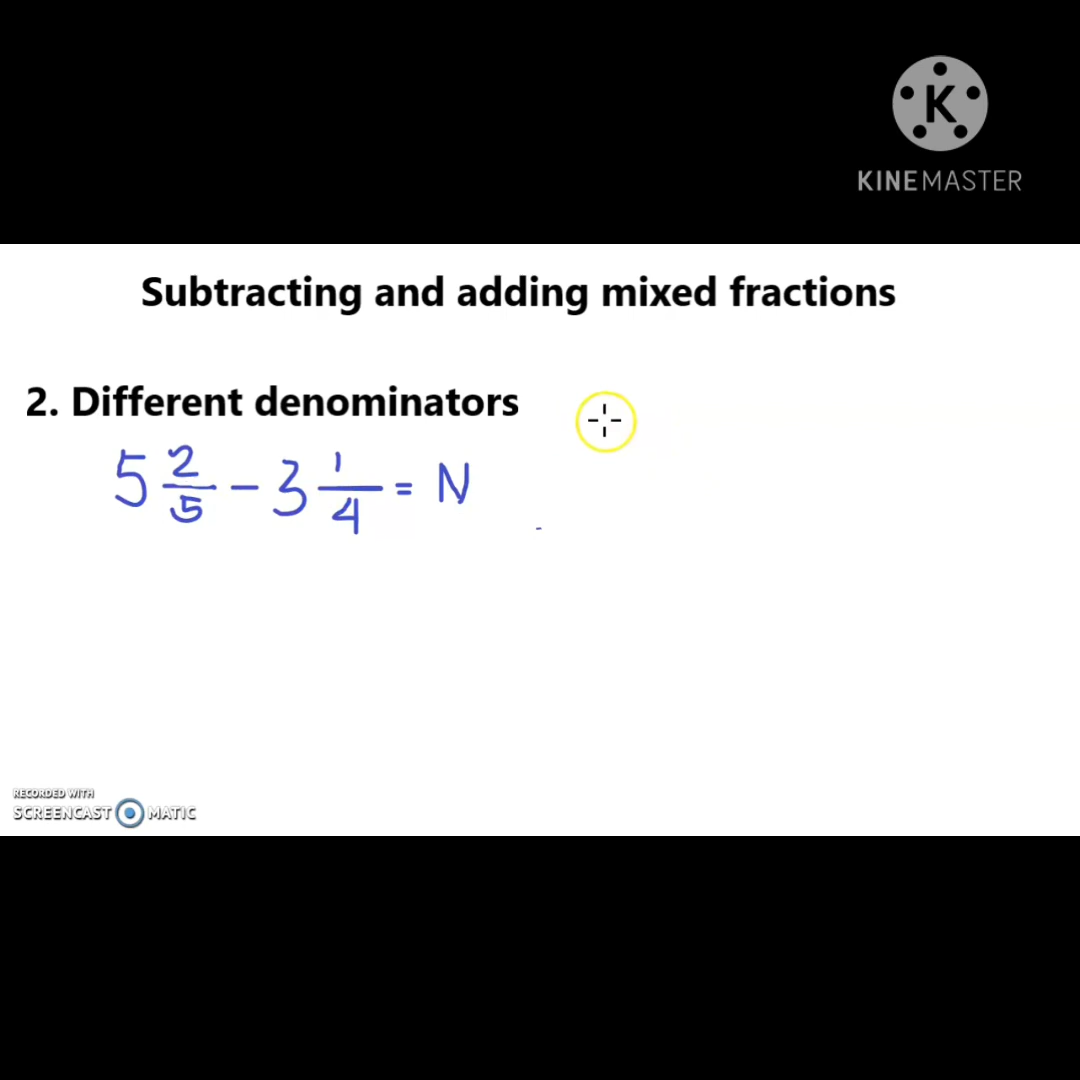 K
KINEMASTER
Subtracting and adding mixed fractions
2. Different denominators
5 2/5 - 3 1/4 = N
RECORDED WITH
SCREENCAST MATIC